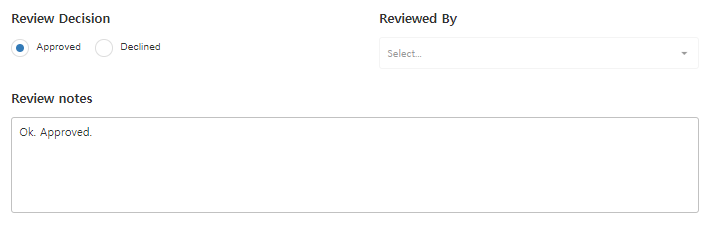 Review Decision
Reviewed By
Approved
Declined
Select...
Review notes
Ok. Approved.